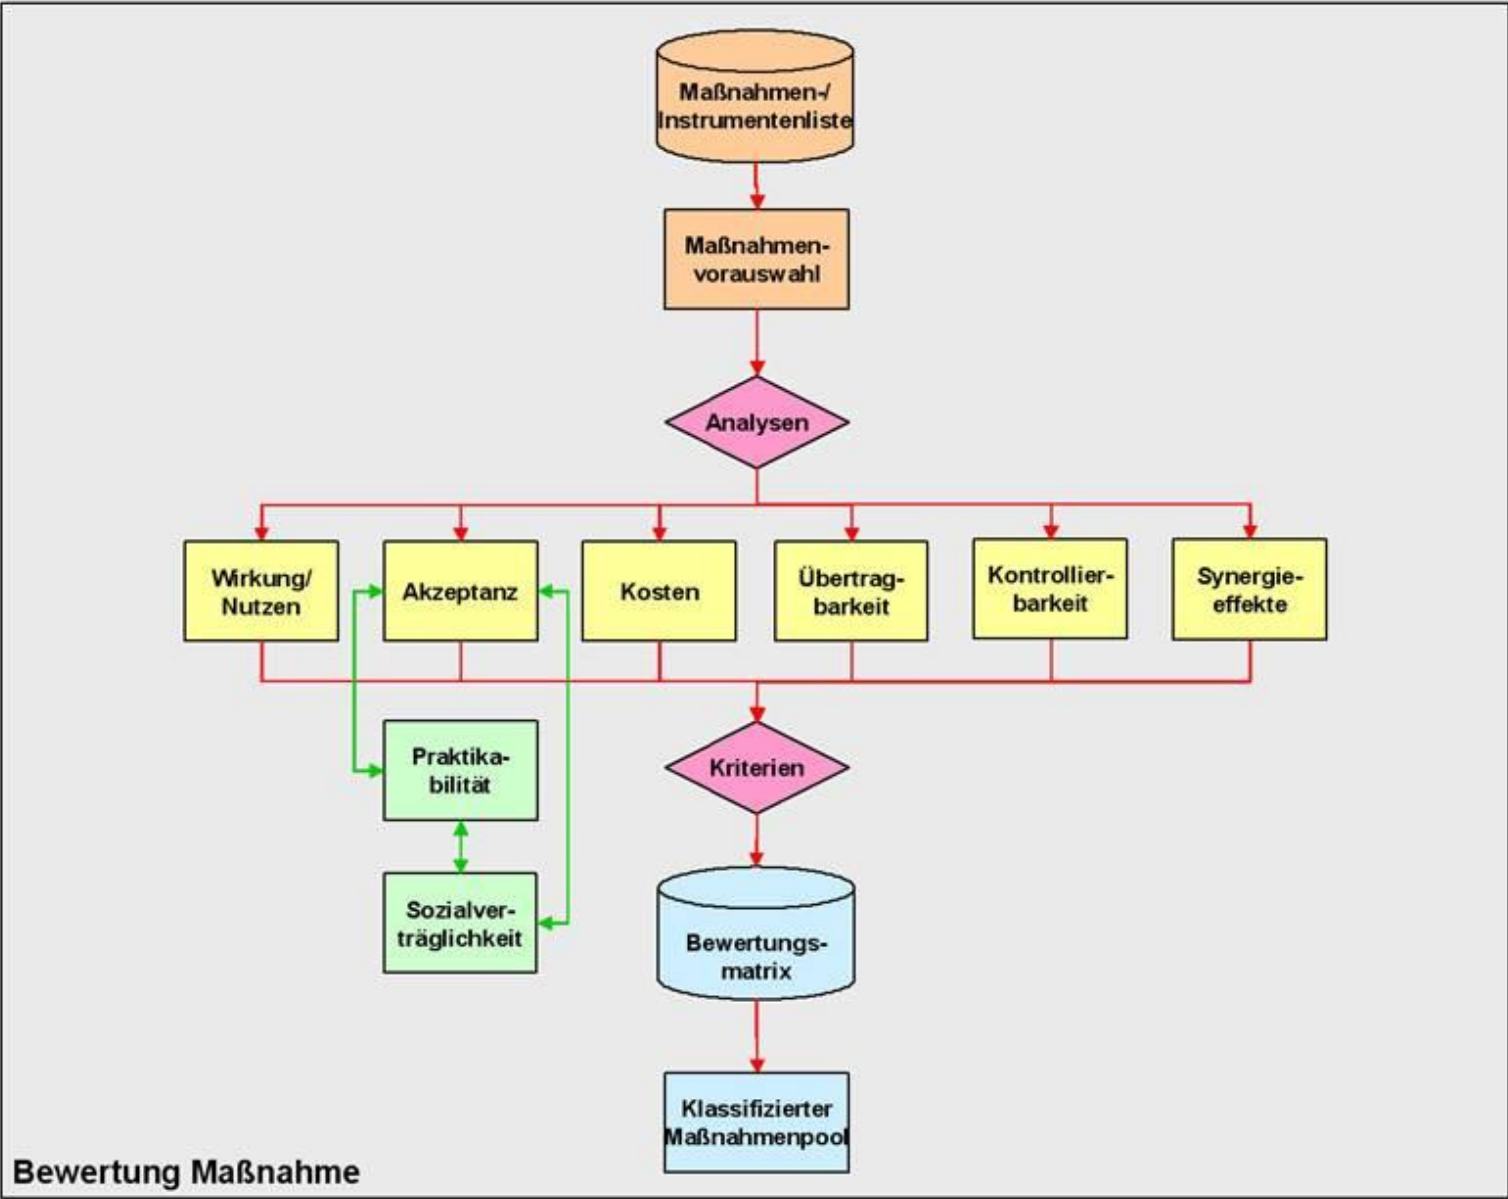 Maßnahmen-/
Instrumentenliste
Maßnahmen-
vorauswahl
Analysen
Wirkung/
Nutzen
Akzeptanz
Kosten
Übertrag-
barkeit
Kontrollier-
barkeit
Synergie-
effekte
Praktika-
bilität
Kriterien
Sozialver-
träglichkeit
Bewertungs-
matrix
Klassifizierter
Maßnahmenpool
Bewertung Maßnahme